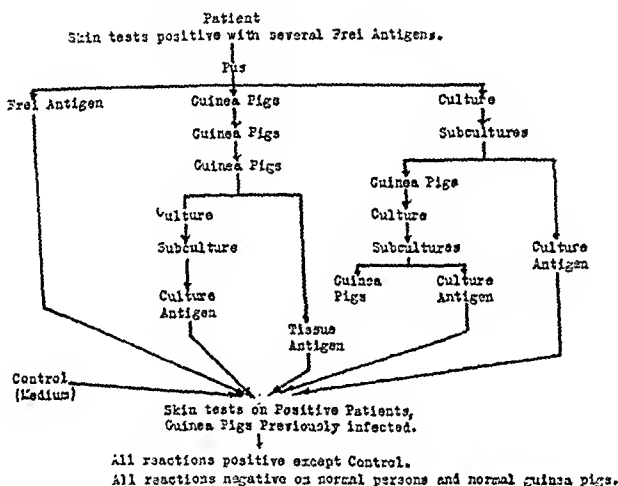 Patient
Skin tests positive with several Frei Antigens.
Pus
Frei Antigen
Guinea Pigs
Culture
Guinea Pigs
Subcultures
Guinea Pigs
Guinea Pigs
Culture
Culture
Subculture
Subcultures
Culture
Antigen
Culture
Antigen
Guinea
Pigs
Culture
Antigen
Tissue
Antigen
Control
(Medium)
Skin tests on Positive Patients,
Guinea Pigs Previously infected.
All reactions positive except Control.
All reactions negative on normal persons and normal guinea pigs.